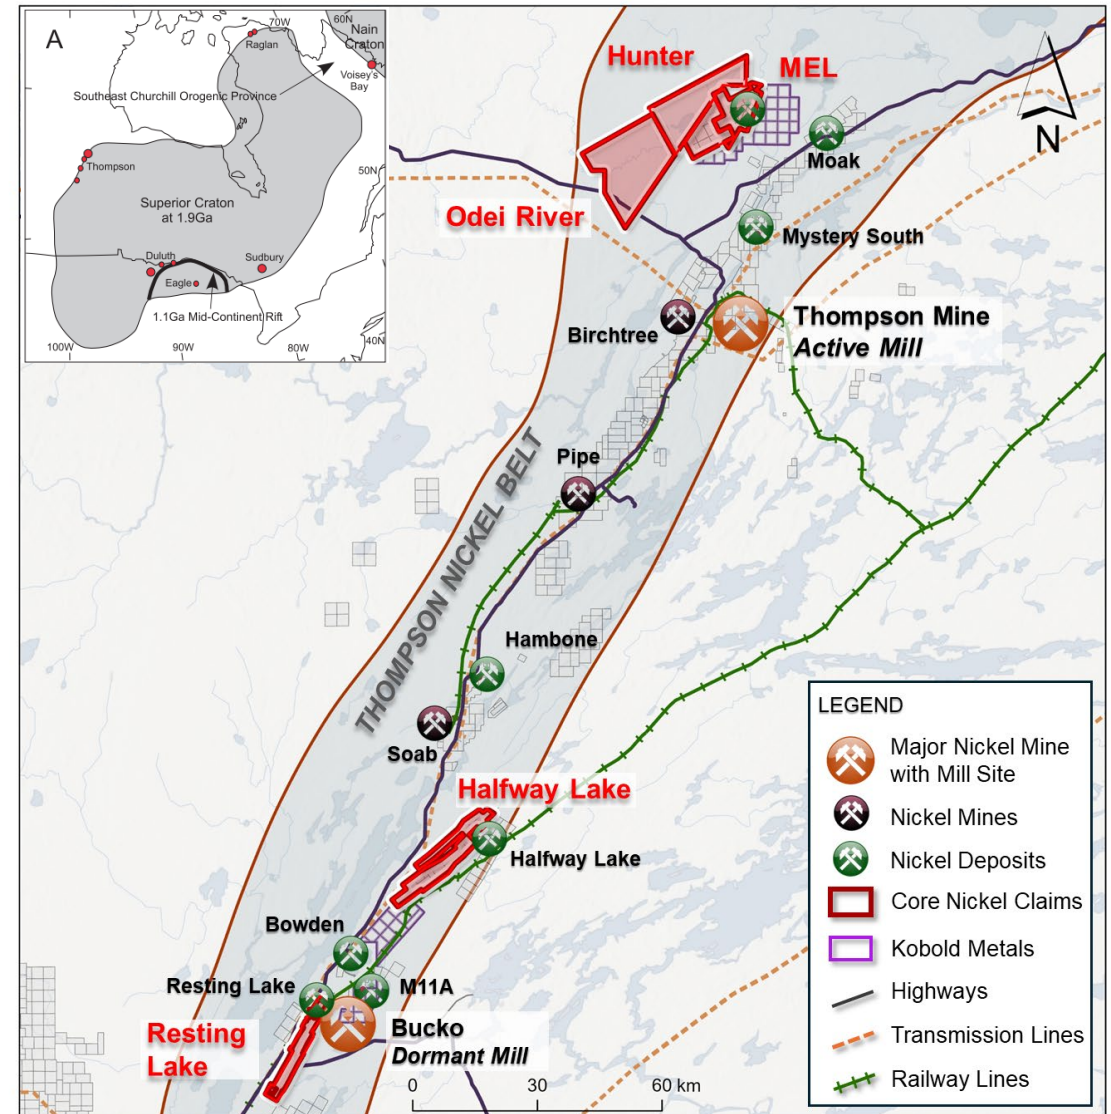 A
70W
60N
Nain
Craton
Raglan
Voisey's
Bay
Southeast Churchill Orogenic Province
Thompson
50N
Superior Craton
at 1.9Ga
Duluth
Sudbury
Eagle
1.1Ga Mid-Continent Rift
100W
90W
80W
40N
Hunter
MEL
N
Moak
Odei River
Mystery South
Birchtree
Thompson Mine
Active Mill
THOMPSON NICKEL BELT
Pipe
Hambone
Soab
Halfway Lake
Halfway Lake
Bowden
Resting Lake
M11A
Resting
Lake
Bucko
Dormant Mill
0
30
60 km
LEGEND
Major Nickel Mine
with Mill Site
Nickel Mines
Nickel Deposits
Core Nickel Claims
Kobold Metals
Highways
Transmission Lines
Railway Lines